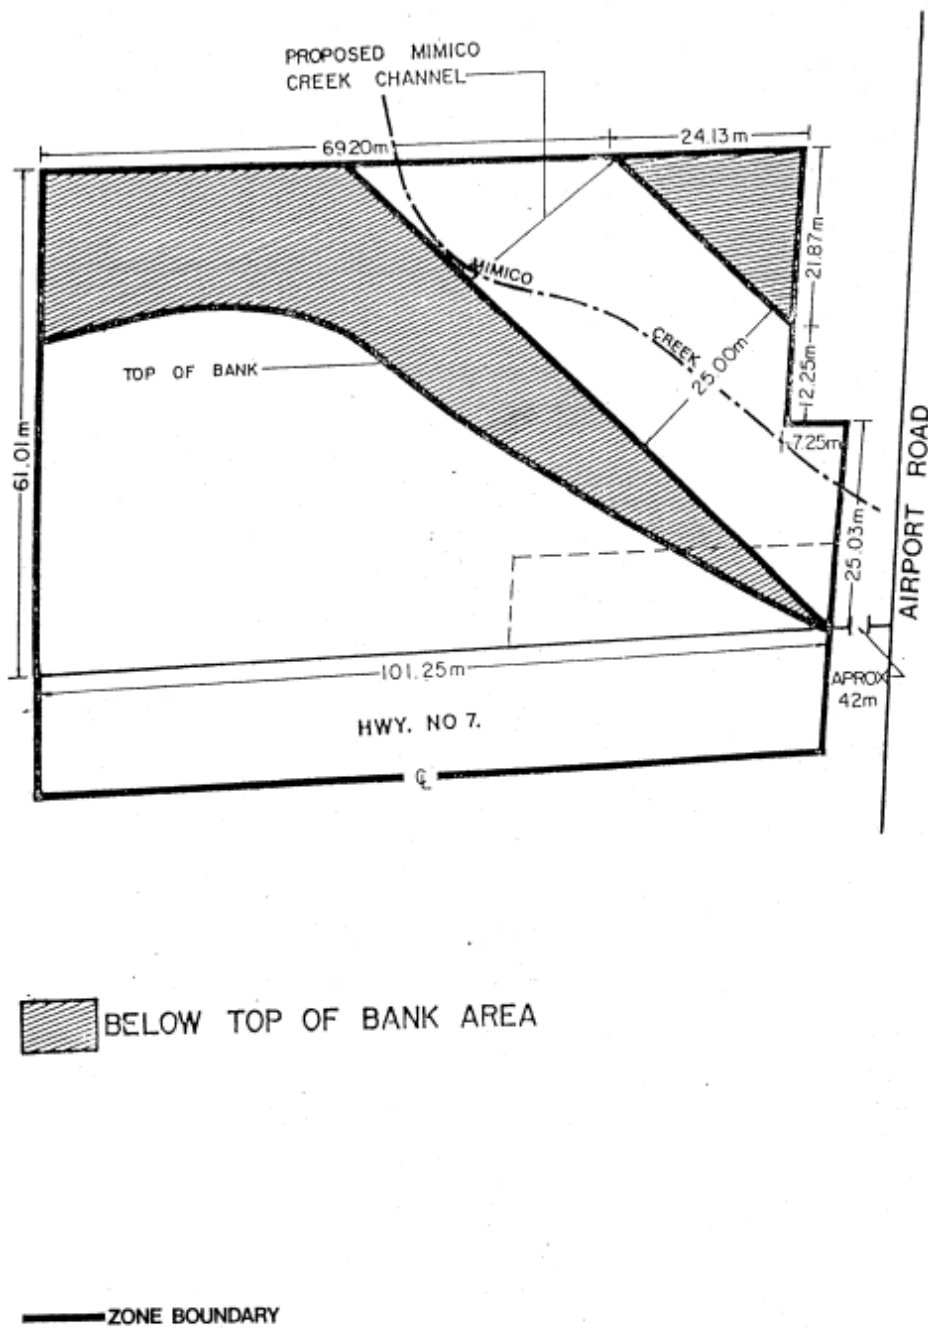 PROPOSED MIMICO
CREEK CHANNEL
69.20m
24.13m
21.87m
MIMICO
CREEK
25.00m
12.25m
TOP OF BANK
7.25m
61.01m
25.03m
AIRPORT ROAD
101.25m
APROX
42m
HWY. NO 7.
℄
BELOW TOP OF BANK AREA
ZONE BOUNDARY